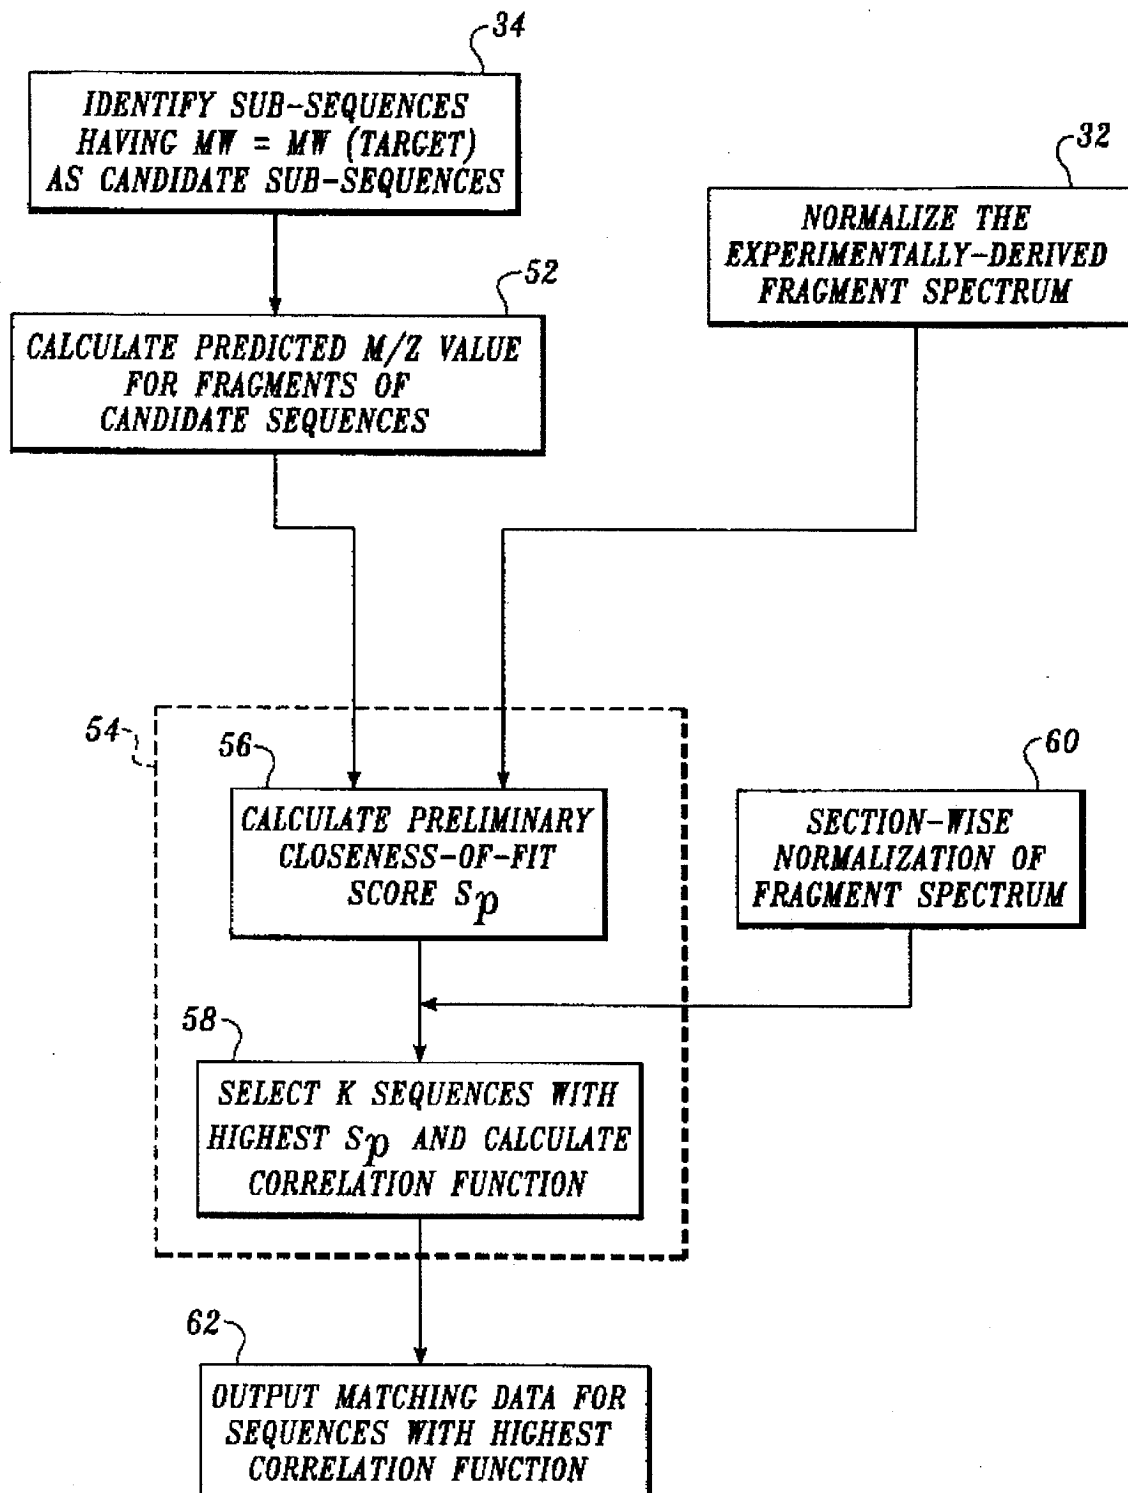 34
IDENTIFY SUB-SEQUENCES
HAVING MW = MW (TARGET)
AS CANDIDATE SUB-SEQUENCES
32
NORMALIZE THE
EXPERIMENTALLY-DERIVED
FRAGMENT SPECTRUM
52
CALCULATE PREDICTED M/Z VALUE
FOR FRAGMENTS OF
CANDIDATE SEQUENCES
54
56
CALCULATE PRELIMINARY
CLOSENESS-OF-FIT
SCORE Sp
60
SECTION-WISE
NORMALIZATION OF
FRAGMENT SPECTRUM
58
SELECT K SEQUENCES WITH
HIGHEST Sp AND CALCULATE
CORRELATION FUNCTION
62
OUTPUT MATCHING DATA FOR
SEQUENCES WITH HIGHEST
CORRELATION FUNCTION